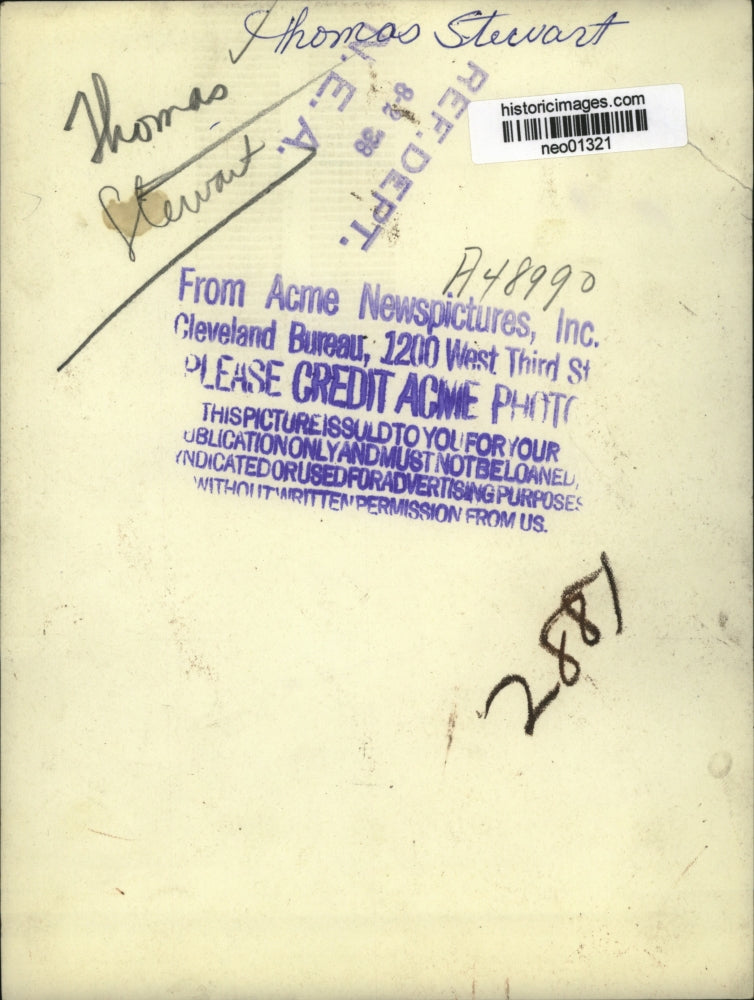 Thomas Stewart
Thomas
Stewart
N.E.A.
8-2 38
REF. DEPT.
historicimages.com
neo01321
A48990
From Acme Newspictures, Inc.
Cleveland Bureau, 1200 West Third St
PLEASE CREDIT ACME PHOTO
THIS PICTURE IS SOLD TO YOU FOR YOUR
UBLICATION ONLY AND MUST NOT BE LOANED,
YNDICATED OR USED FOR ADVERTISING PURPOSES
WITHOUT WRITTEN PERMISSION FROM US.
2881